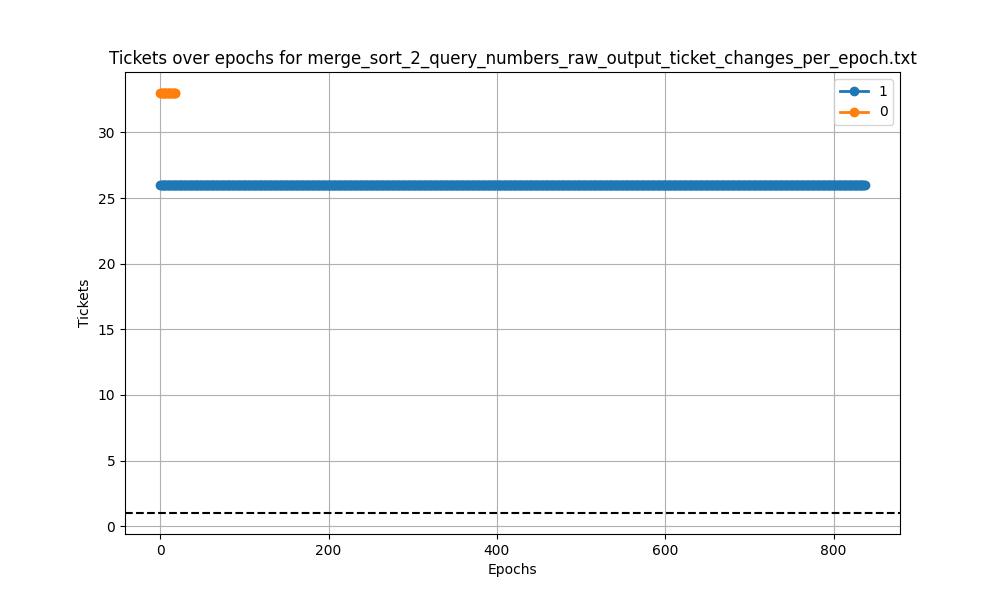 Tickets over epochs for merge_sort_2_query_numbers_raw_output_ticket_changes_per_epoch.txt
1
0
30
25
20
15
10
5
0
Tickets
0 200 400 600 800
Epochs